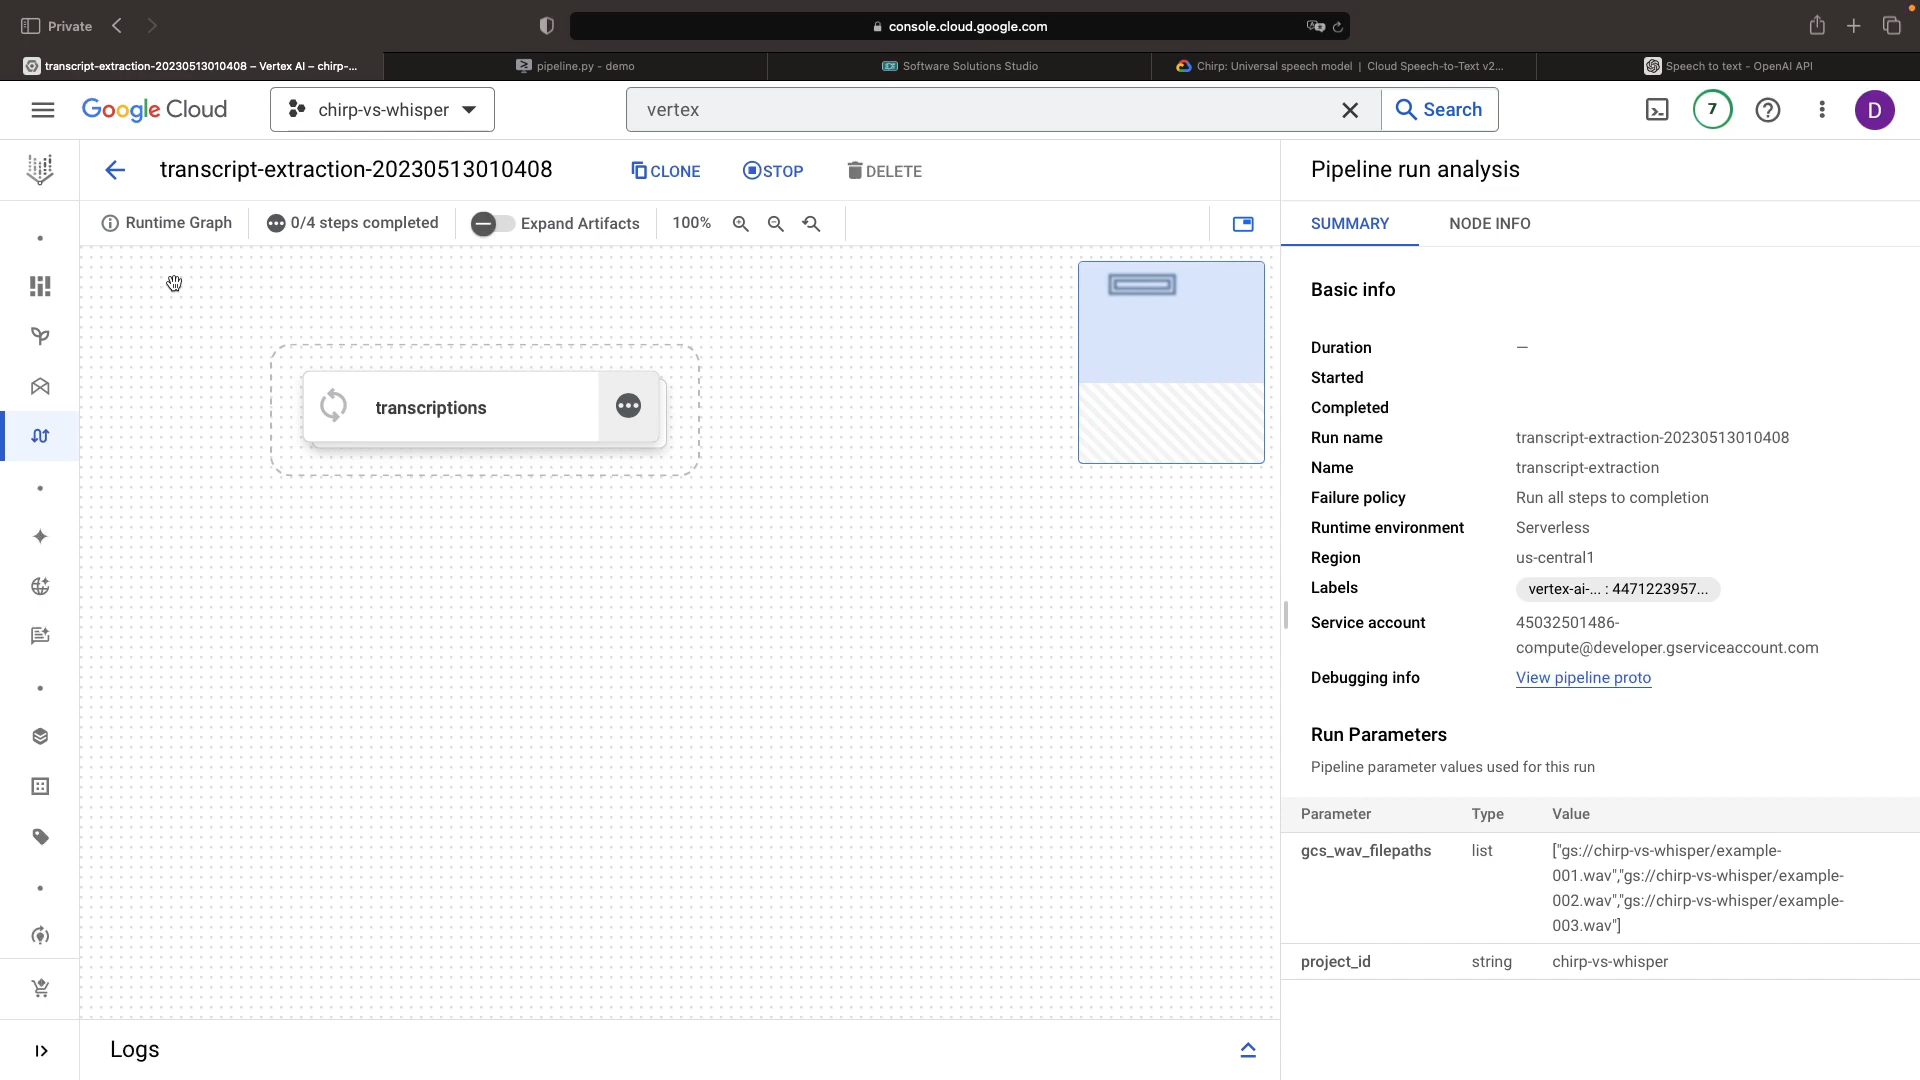 Private
console.cloud.google.com
transcript-extraction-20230513010408 – Vertex AI – chirp-...
pipeline.py - demo
Software Solutions Studio
Chirp: Universal speech model | Cloud Speech-to-Text v2...
Speech to text - OpenAI API
Google Cloud
chirp-vs-whisper
vertex
Search
7
D
transcript-extraction-20230513010408
CLONE
STOP
DELETE
Pipeline run analysis
Runtime Graph
0/4 steps completed
Expand Artifacts
100%
SUMMARY
NODE INFO
transcriptions
Basic info
Duration —
Started
Completed
Run name transcript-extraction-20230513010408
Name transcript-extraction
Failure policy Run all steps to completion
Runtime environment Serverless
Region us-central1
Labels vertex-ai-... : 4471223957...
Service account 45032501486-
compute@developer.gserviceaccount.com
Debugging info View pipeline proto
Run Parameters
Pipeline parameter values used for this run
Parameter Type Value
gcs_wav_filepaths list ["gs://chirp-vs-whisper/example-
001.wav","gs://chirp-vs-whisper/example-
002.wav","gs://chirp-vs-whisper/example-
003.wav"]
project_id string chirp-vs-whisper
Logs